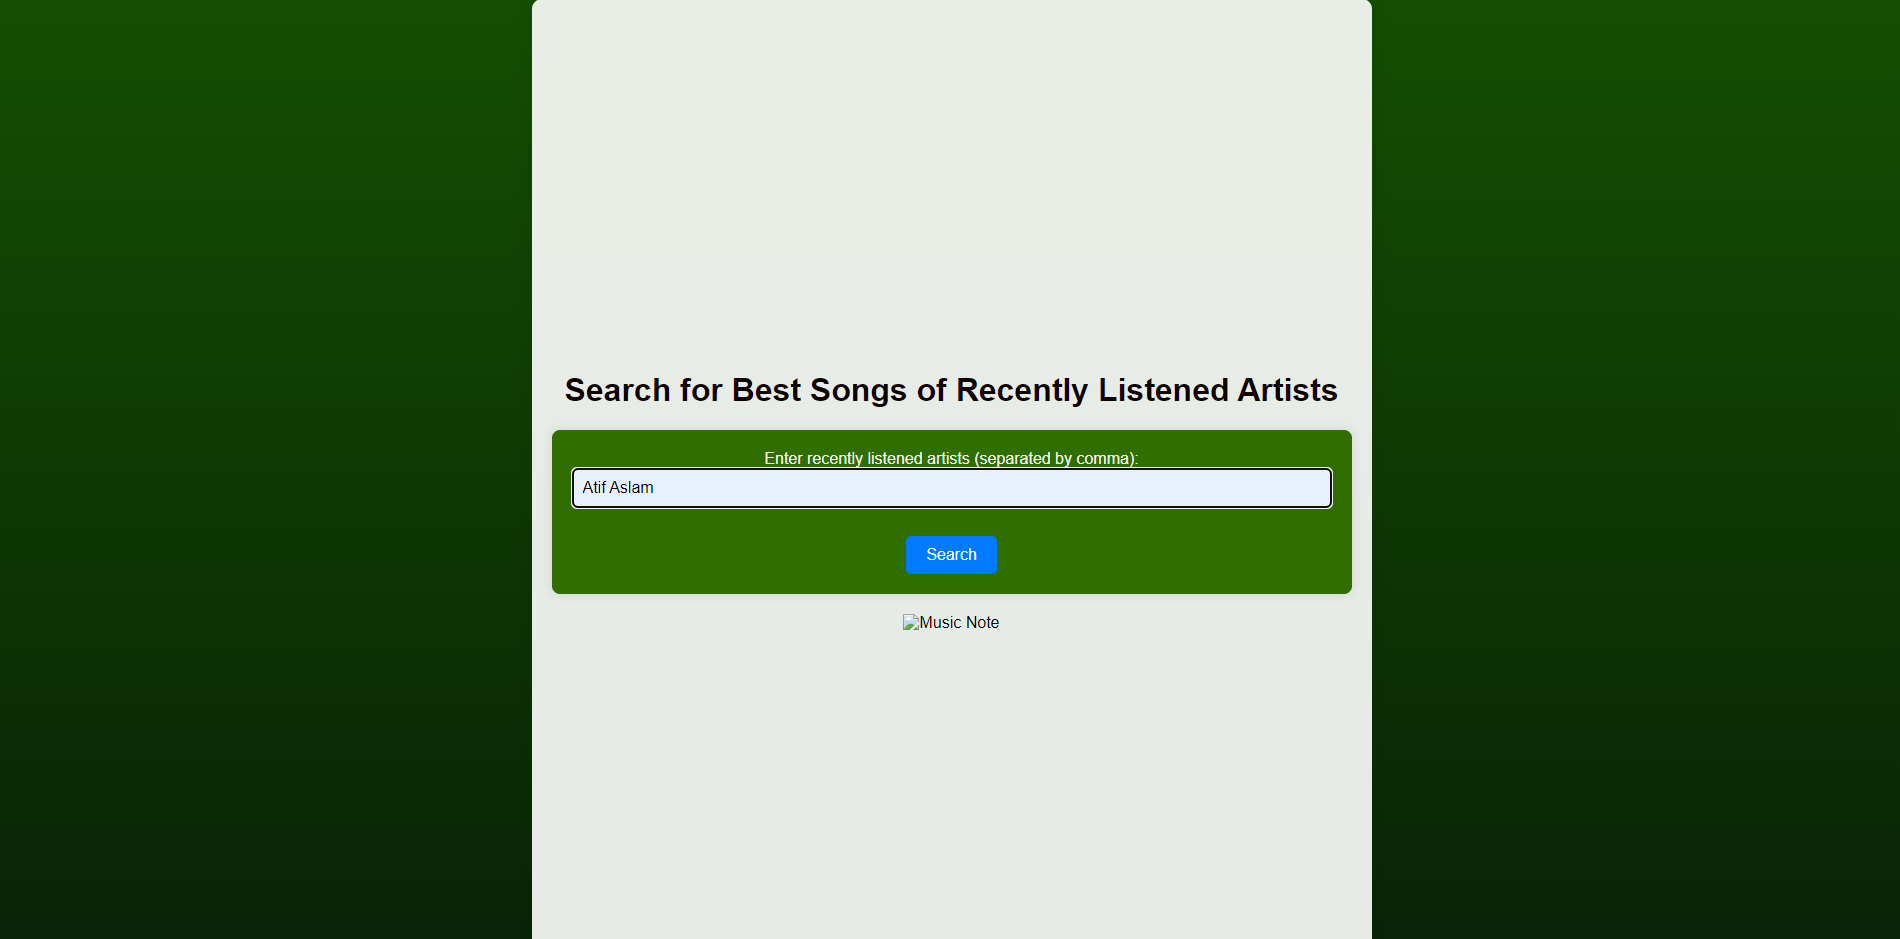 Search for Best Songs of Recently Listened Artists
Enter recently listened artists (separated by comma):
Atif Aslam
Search
Music Note